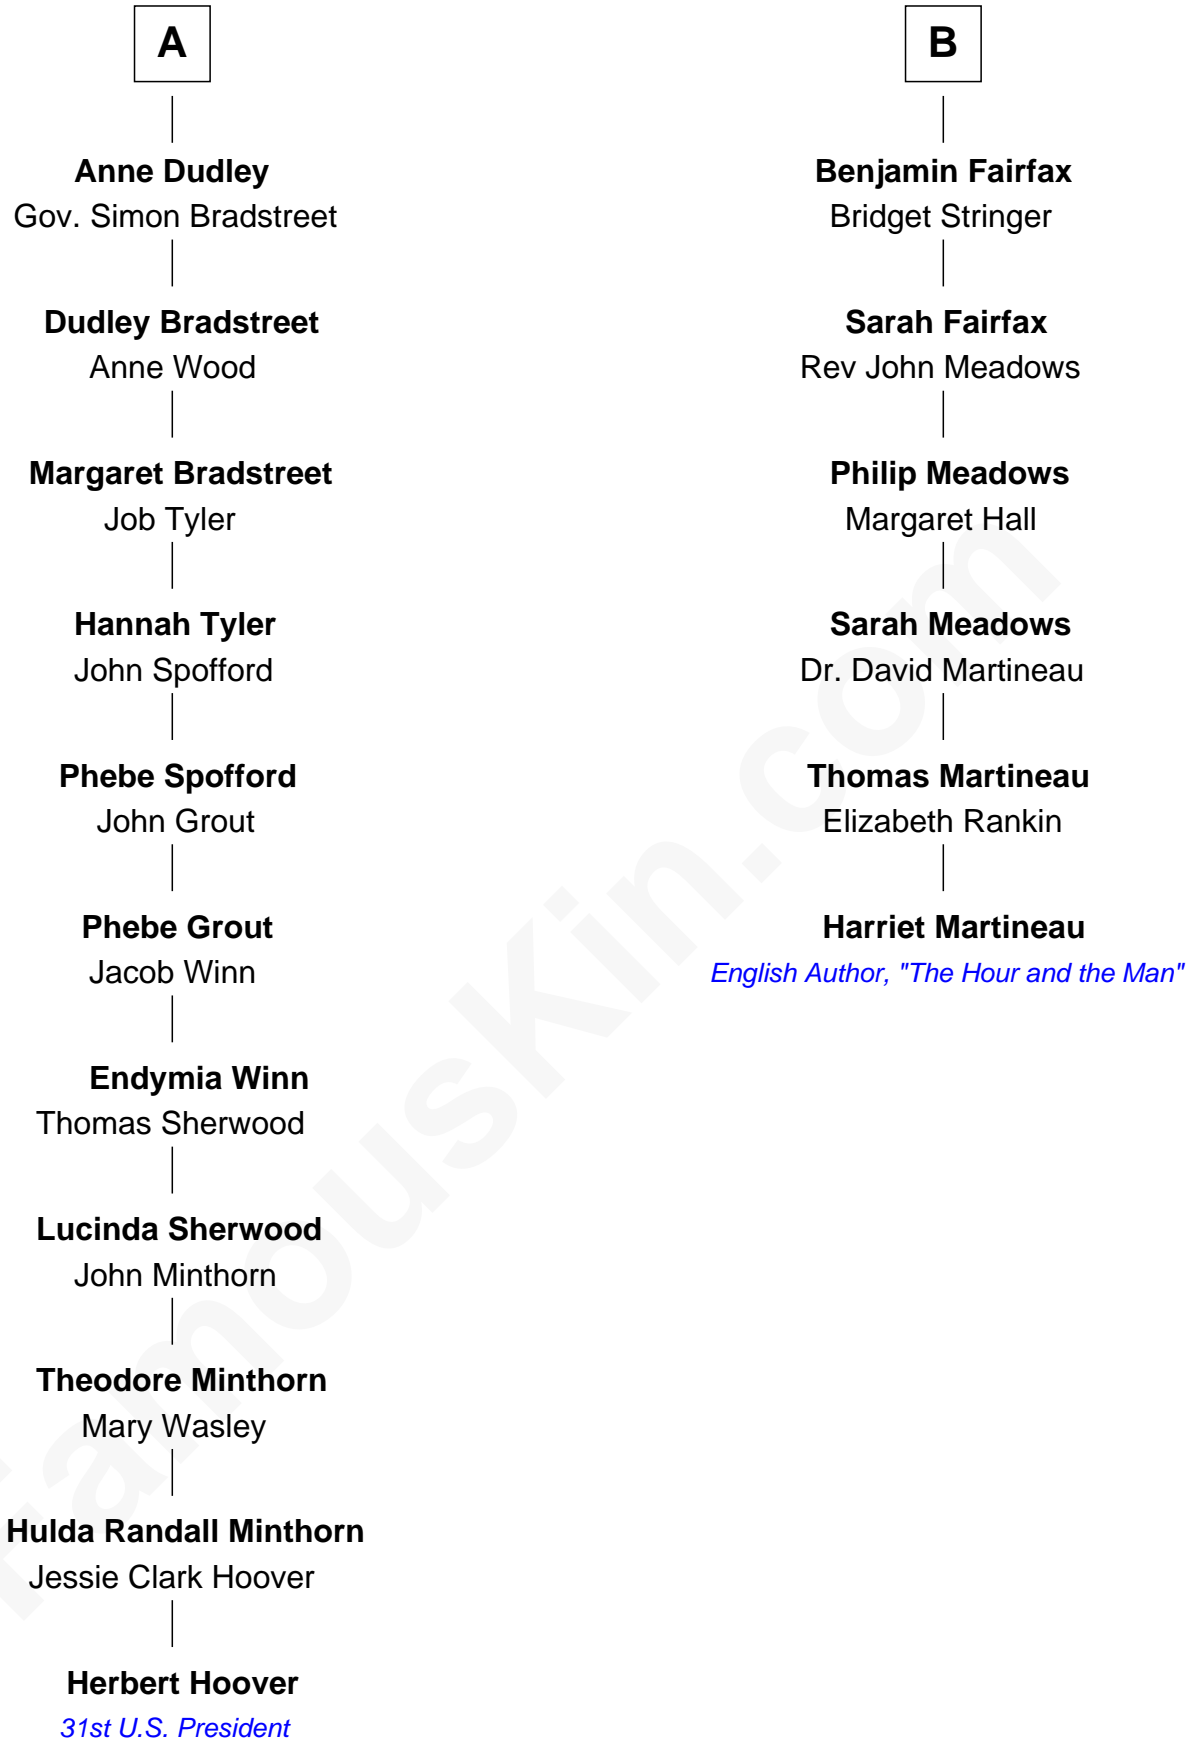 A
Anne Dudley
Gov. Simon Bradstreet
Dudley Bradstreet
Anne Wood
Margaret Bradstreet
Job Tyler
Hannah Tyler
John Spofford
Phebe Spofford
John Grout
Phebe Grout
Jacob Winn
Endymia Winn
Thomas Sherwood
Lucinda Sherwood
John Minthorn
Theodore Minthorn
Mary Wasley
Hulda Randall Minthorn
Jessie Clark Hoover
Herbert Hoover
31st U.S. President
B
Benjamin Fairfax
Bridget Stringer
Sarah Fairfax
Rev John Meadows
Philip Meadows
Margaret Hall
Sarah Meadows
Dr. David Martineau
Thomas Martineau
Elizabeth Rankin
Harriet Martineau
English Author, "The Hour and the Man"
FamousKin.com